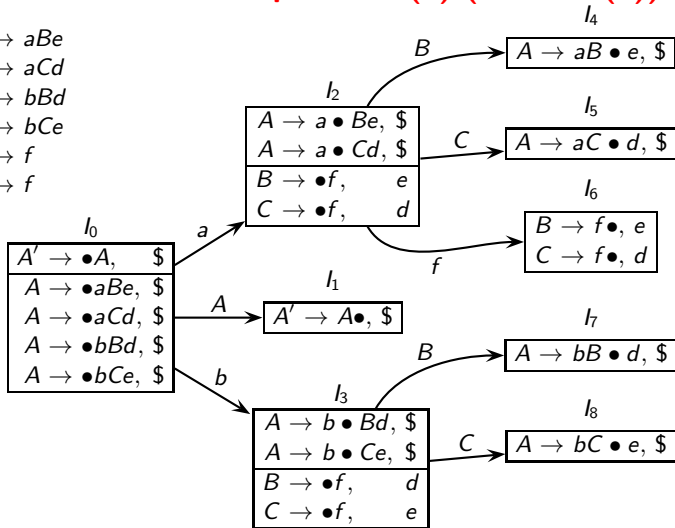 → aBe
→ aCd
→ bBd
→ bCe
→ f
→ f
I₀
A′ → •A, $
A → •aBe, $
A → •aCd, $
A → •bBd, $
A → •bCe, $
a
A
b
I₂
A → a • Be, $
A → a • Cd, $
B → •f, e
C → •f, d
I₁
A′ → A•, $
I₃
A → b • Bd, $
A → b • Ce, $
B → •f, d
C → •f, e
B
C
f
B
C
I₄
A → aB • e, $
I₅
A → aC • d, $
I₆
B → f•, e
C → f•, d
I₇
A → bB • d, $
I₈
A → bC • e, $